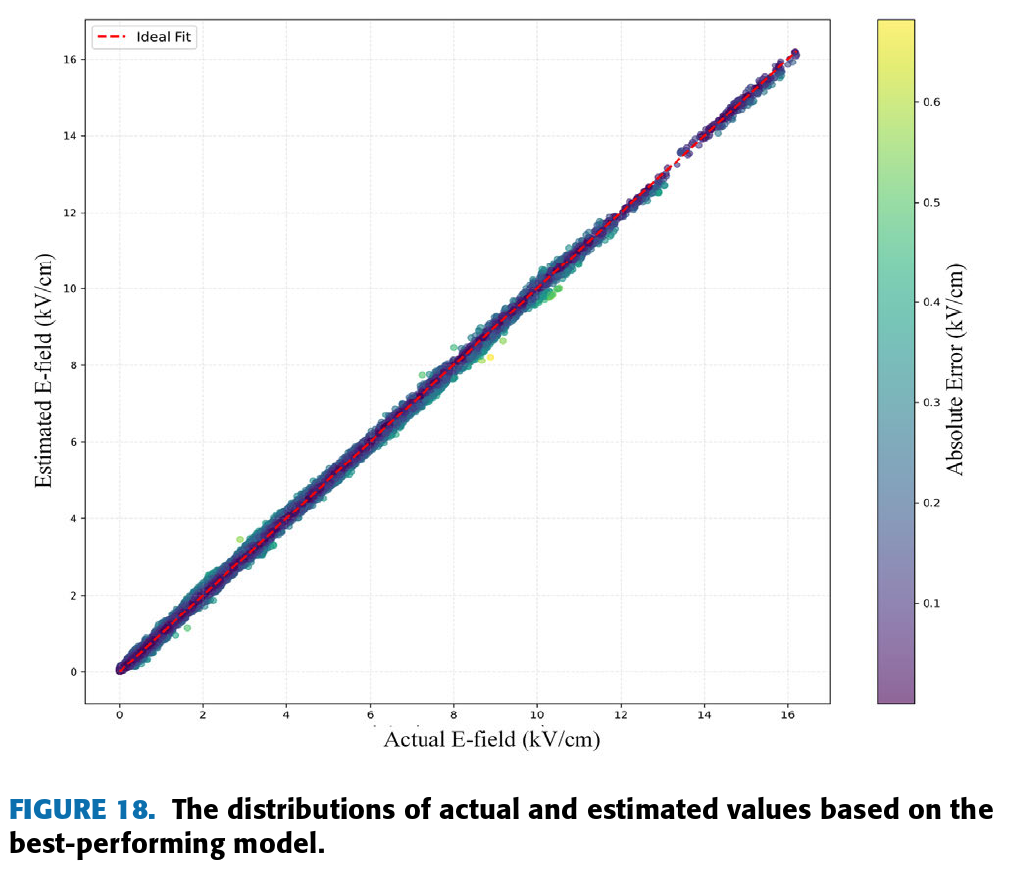 Ideal Fit
16
14
12
10
8
6
4
2
0
Estimated E-field (kV/cm)
0 2 4 6 8 10 12 14 16
Actual E-field (kV/cm)
0.6
0.5
0.4
0.3
0.2
0.1
Absolute Error (kV/cm)
FIGURE 18. The distributions of actual and estimated values based on the
best-performing model.